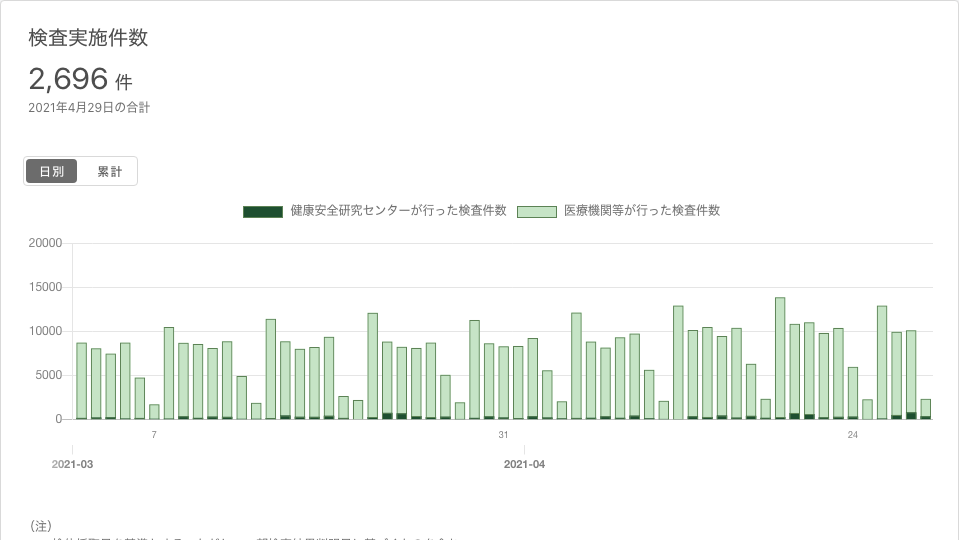 検査実施件数
2,696 件
2021年4月29日の合計
日別 累計
健康安全研究センターが行った検査件数 医療機関等が行った検査件数
20000
15000
10000
5000
0
7 31 24
2021-03 2021-04
（注）